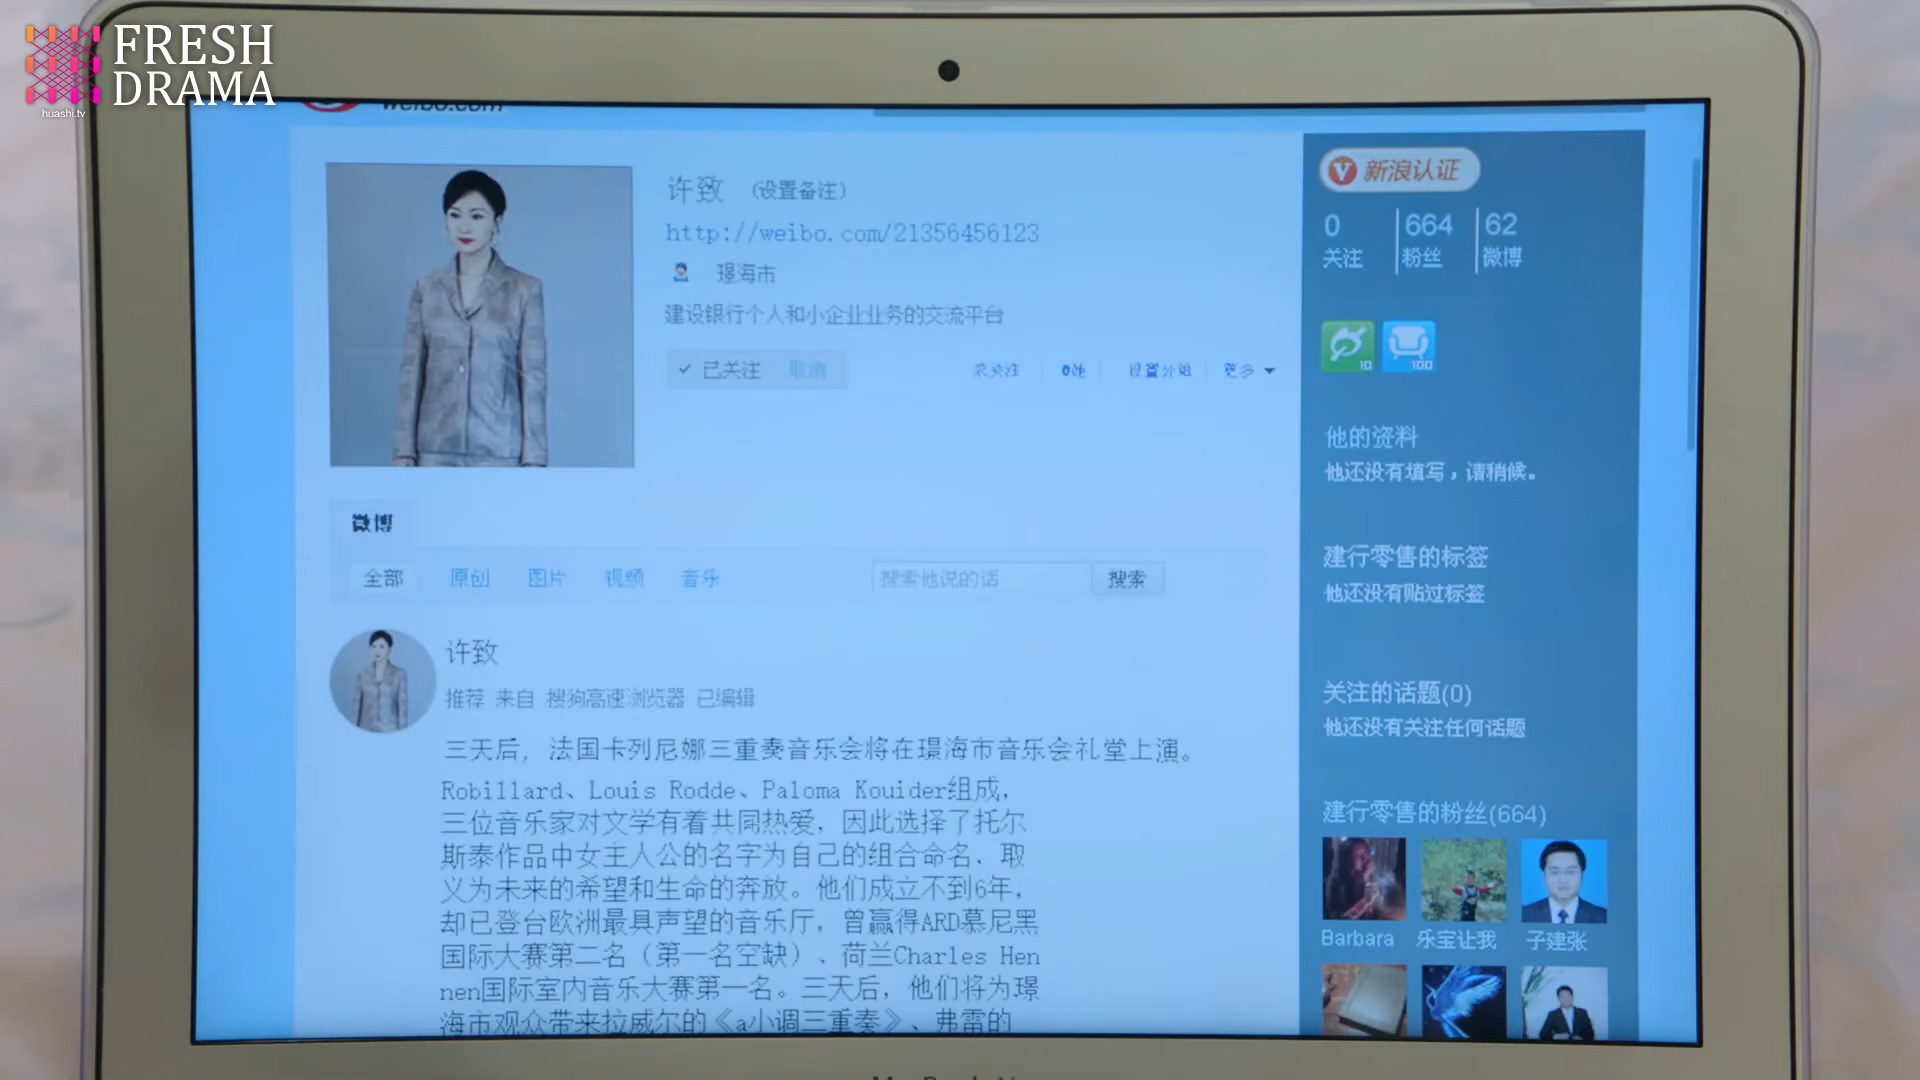 FRESH
DRAMA
huashi.tv
weibo.com
许致 (设置备注)
http://weibo.com/21356456123
璟海市
建设银行个人和小企业业务的交流平台
已关注 取消
求关注 设置分组 更多
微博
全部 原创 图片 视频 音乐
搜索他说的话 搜索
许致
推荐 来自 搜狗高速浏览器 已编辑
三天后，法国卡列尼娜三重奏音乐会将在璟海市音乐会礼堂上演。
Robillard、Louis Rodde、Paloma Kouider组成，
三位音乐家对文学有着共同热爱，因此选择了托尔
斯泰作品中女主人公的名字为自己的组合命名，取
义为未来的希望和生命的奔放。他们成立不到6年，
却已登台欧洲最具声望的音乐厅，曾赢得ARD慕尼黑
国际大赛第二名（第一名空缺）、荷兰Charles Hen
nen国际室内音乐大赛第一名。三天后，他们将为璟
海市观众带来拉威尔的《a小调三重奏》、弗雷的
新浪认证
0 664 62
关注 粉丝 微博
10 100
他的资料
他还没有填写，请稍候。
建行零售的标签
他还没有贴过标签
关注的话题(0)
他还没有关注任何话题
建行零售的粉丝(664)
Barbara 乐宝让我 子建张